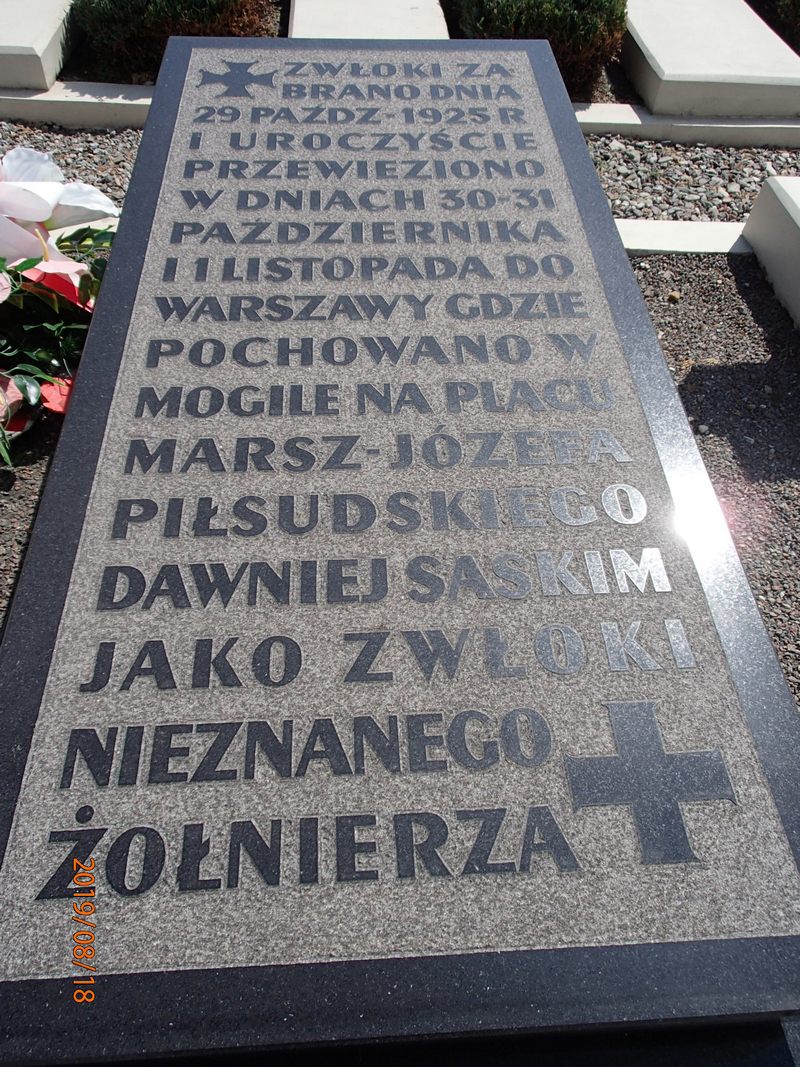 ZWŁOKI ZA
BRANO DNIA
29 PAŹDZ-1925 R
I UROCZYŚCIE
PRZEWIEZIONO
W DNIACH 30-31
PAŹDZIERNIKA
I 1 LISTOPADA DO
WARSZAWY GDZIE
POCHOWANO W
MOGILE NA PLACU
MARSZ-JÓZEFA
PIŁSUDSKIEGO
DAWNIEJ SASKIM
JAKO ZWŁOKI
NIEZNANEGO
ŻOŁNIERZA
2019/08/18